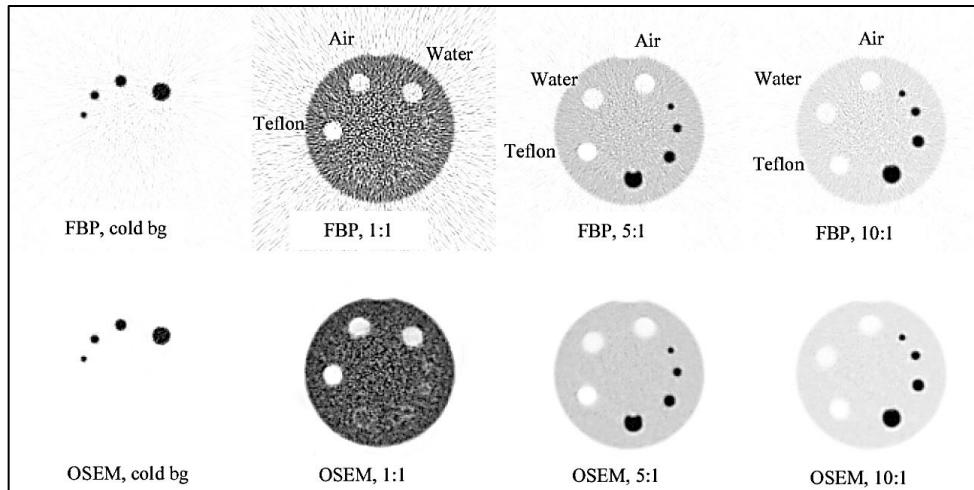 Air
Water
Teflon
Air
Water
Teflon
Air
Water
Teflon
FBP, cold bg
FBP, 1:1
FBP, 5:1
FBP, 10:1
OSEM, cold bg
OSEM, 1:1
OSEM, 5:1
OSEM, 10:1